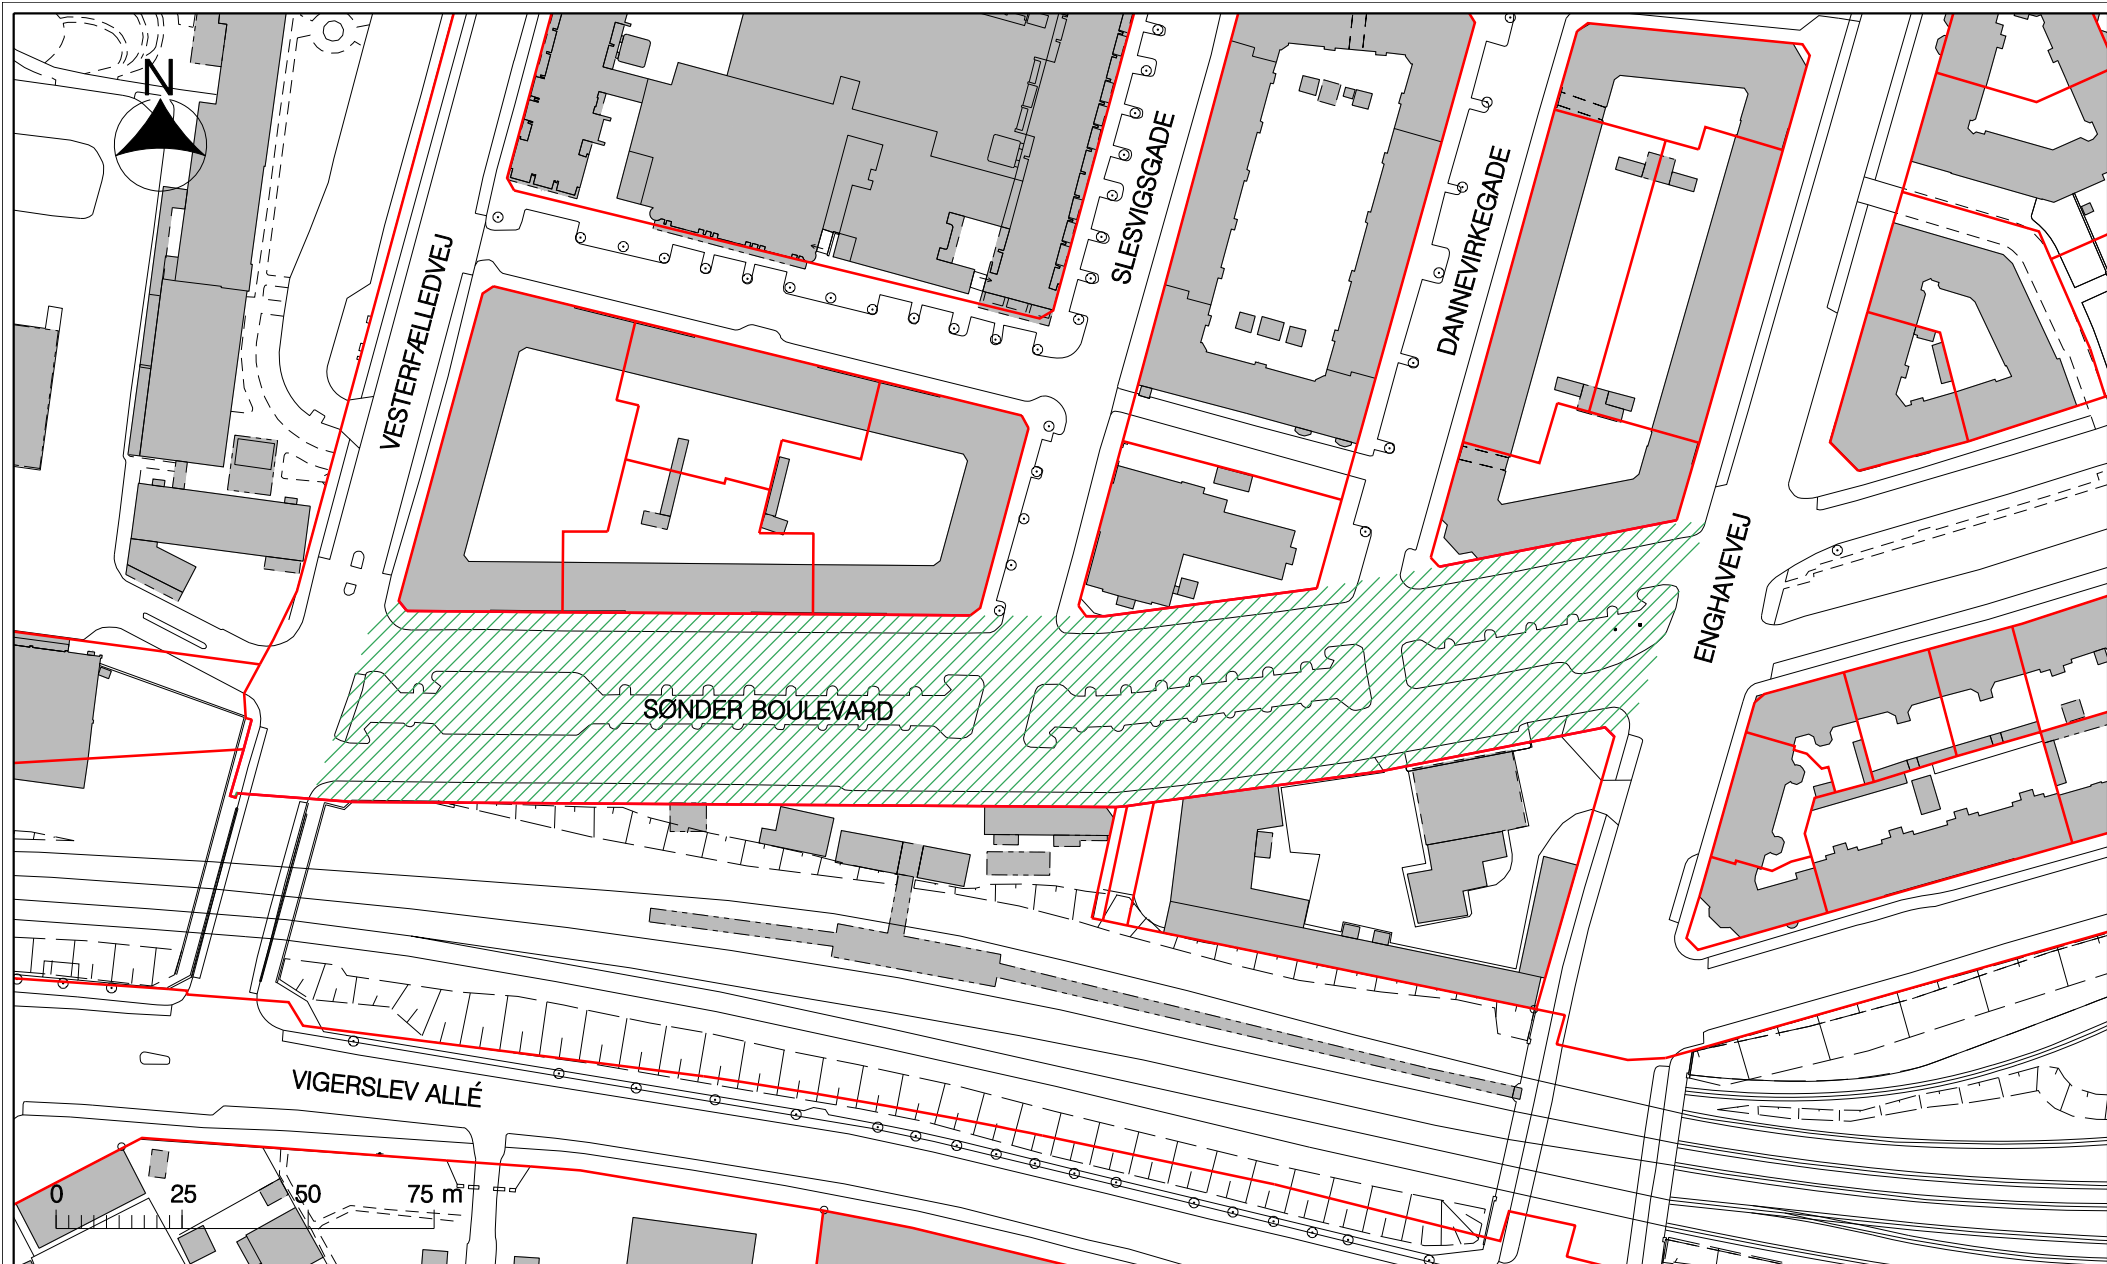 N
SLESVIGSGADE
DANNEVIRKEGADE
VESTERFÆLLEDVEJ
ENGHAVEVEJ
SØNDER BOULEVARD
VIGERSLEV ALLÉ
0 25 50 75 m